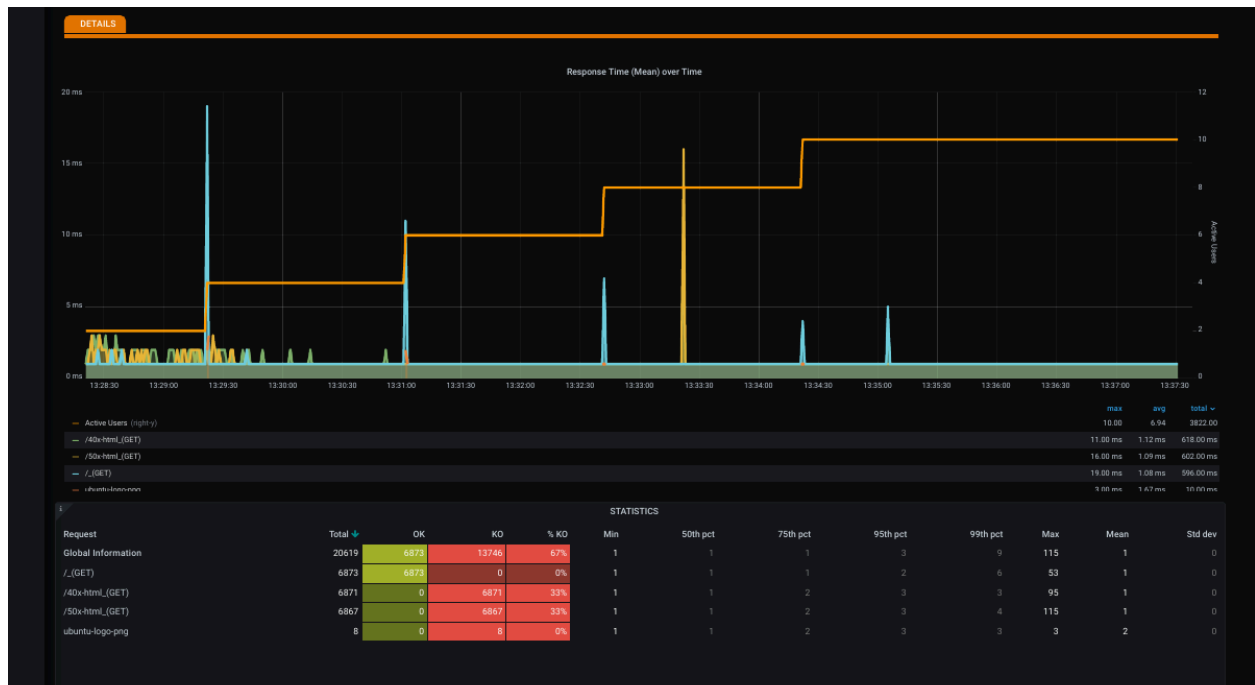 DETAILS
Response Time (Mean) over Time
20 ms
15 ms
10 ms
5 ms
0 ms
12
10
8
6
4
2
0
Active Users
13:28:30 13:29:00 13:29:30 13:30:00 13:30:30 13:31:00 13:31:30 13:32:00 13:32:30 13:33:00 13:33:30 13:34:00 13:34:30 13:35:00 13:35:30 13:36:00 13:36:30 13:37:00 13:37:30
max avg total
Active Users (right-y) 10.00 6.94 3822.00
/40x-html_(GET) 11.00 ms 1.12 ms 618.00 ms
/50x-html_(GET) 16.00 ms 1.09 ms 602.00 ms
/_(GET) 19.00 ms 1.08 ms 596.00 ms
ubuntu-logo-png 3.00 ms 1.67 ms 10.00 ms
i
STATISTICS
Request Total OK KO % KO Min 50th pct 75th pct 95th pct 99th pct Max Mean Std dev
Global Information 20619 6873 13746 67% 1 1 1 3 9 115 1 0
/_(GET) 6873 6873 0 0% 1 1 1 2 6 53 1 0
/40x-html_(GET) 6871 0 6871 33% 1 1 2 3 3 95 1 0
/50x-html_(GET) 6867 0 6867 33% 1 1 2 3 4 115 1 0
ubuntu-logo-png 8 0 8 0% 1 1 2 3 3 3 2 0